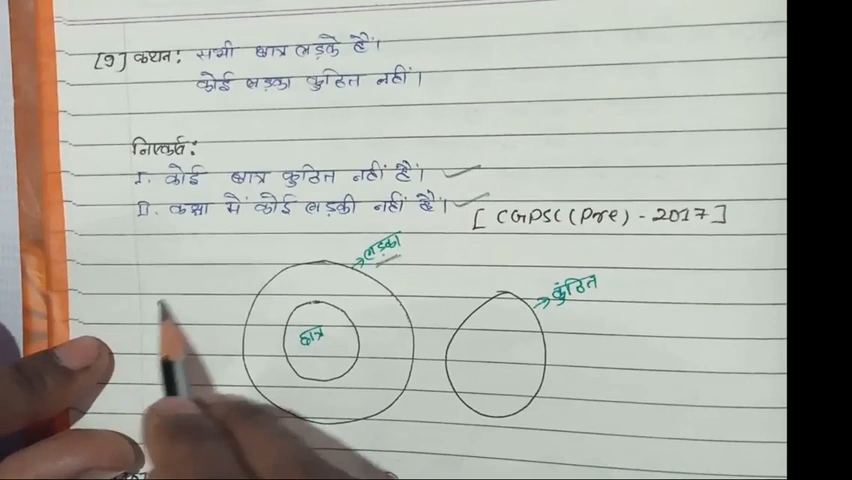 [9] कथन: सभी छात्र लड़के हैं।
कोई लड़का कुठित नहीं।
निष्कर्ष:
I. कोई छात्र कुठित नहीं हैं।
II. कक्षा में कोई लड़की नहीं हैं।
[CGPSC (Pre) - 2017]
लड़का
कुंठित
छात्र